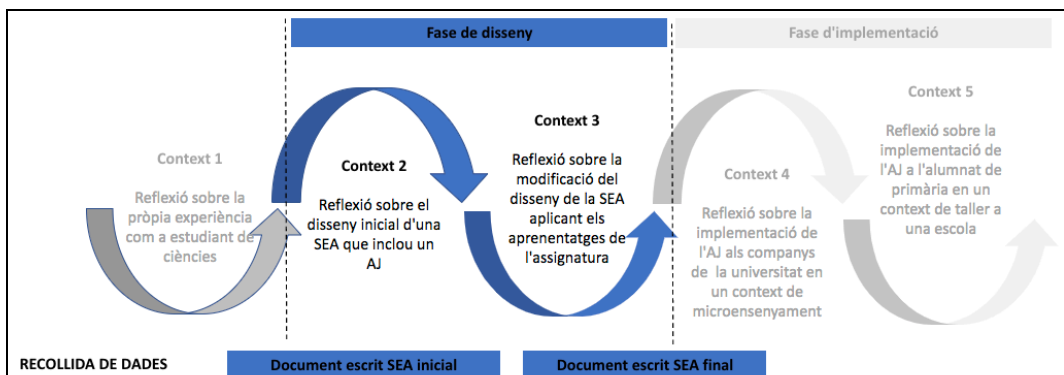 Fase de disseny
Fase d'implementació
Context 1
Reflexió sobre la
pròpia experiència
com a estudiant de
ciències
Context 2
Reflexió sobre el
disseny inicial d'una
SEA que inclou un
AJ
Context 3
Reflexió sobre la
modificació del
disseny de la SEA
aplicant els
aprenentatges de
l'assignatura
Context 4
Reflexió sobre la
implementació de
l'AJ als companys
de la universitat en
un context de
microensenyament
Context 5
Reflexió sobre la
implementació de
l'AJ a l'alumnat de
primària en un
context de taller a
una escola
RECOLLIDA DE DADES
Document escrit SEA inicial
Document escrit SEA final